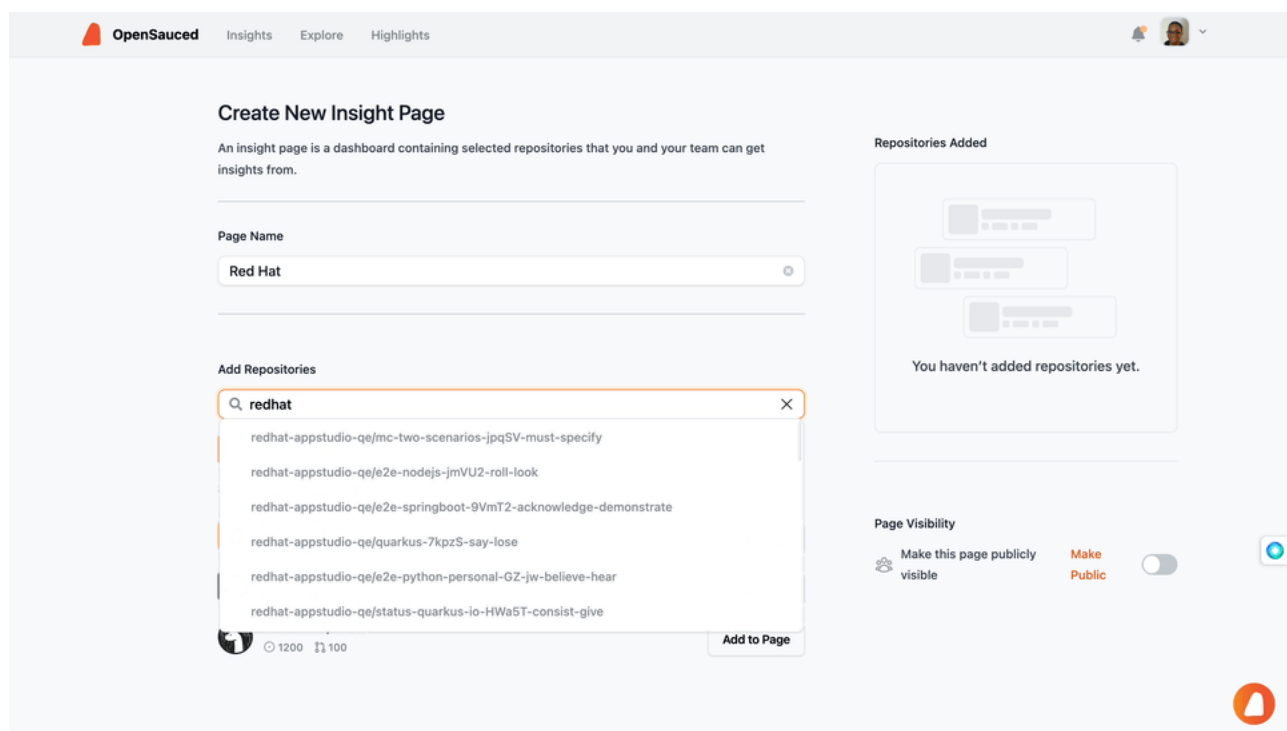 OpenSauced
Insights
Explore
Highlights
Create New Insight Page
An insight page is a dashboard containing selected repositories that you and your team can get
insights from.
Page Name
Red Hat
Add Repositories
redhat
redhat-appstudio-qe/mc-two-scenarios-jpqSV-must-specify
redhat-appstudio-qe/e2e-nodejs-jmVU2-roll-look
redhat-appstudio-qe/e2e-springboot-9VmT2-acknowledge-demonstrate
redhat-appstudio-qe/quarkus-7kpzS-say-lose
redhat-appstudio-qe/e2e-python-personal-GZ-jw-believe-hear
redhat-appstudio-qe/status-quarkus-io-HWa5T-consist-give
1200
100
Add to Page
Repositories Added
You haven't added repositories yet.
Page Visibility
Make this page publicly
visible
Make
Public